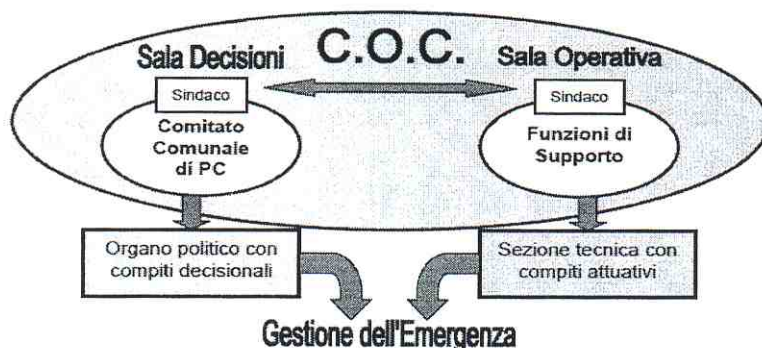 C.O.C.
Sala Decisioni
Sala Operativa
Sindaco
Comitato
Comunale
di PC
Sindaco
Funzioni di
Supporto
Organo politico con
compiti decisionali
Sezione tecnica con
compiti attuativi
Gestione dell'Emergenza